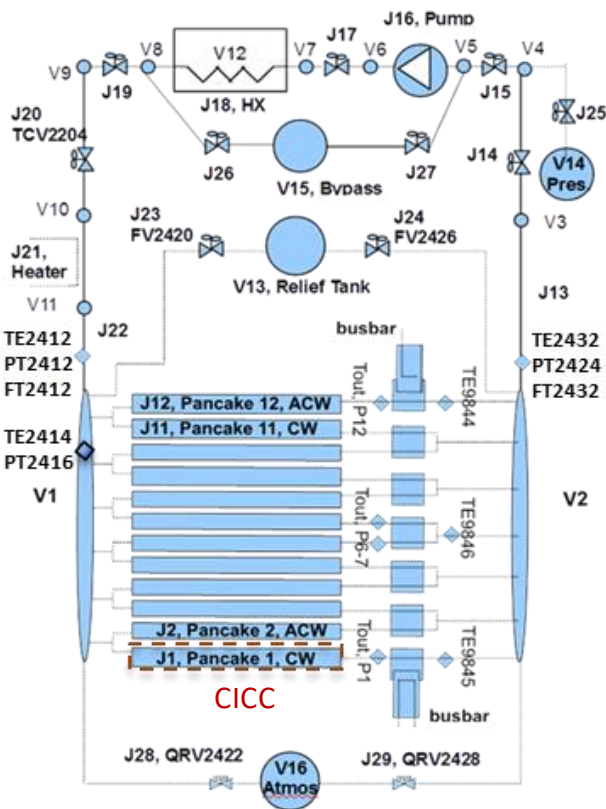 J16, Pump
J17
V9
V8
V12
V7
V6
V5
V4
J19
J18, HX
J15
J20
TCV2204
J25
J26
J27
J14
V14
Pres.
V15, Bypass
V10
J23
FV2420
J24
FV2426
V3
J21,
Heater
V13, Relief Tank
J13
V11
J22
busbar
TE2412
PT2412
FT2412
TE2432
PT2424
FT2432
J12, Pancake 12, ACW
J11, Pancake 11, CW
Tout, P12
TE9844
TE2414
PT2416
V1
V2
Tout, P6-7
TE9846
J2, Pancake 2, ACW
J1, Pancake 1, CW
Tout, P1
TE9845
CICC
busbar
J28, QRV2422
V16
Atmos
J29, QRV2428